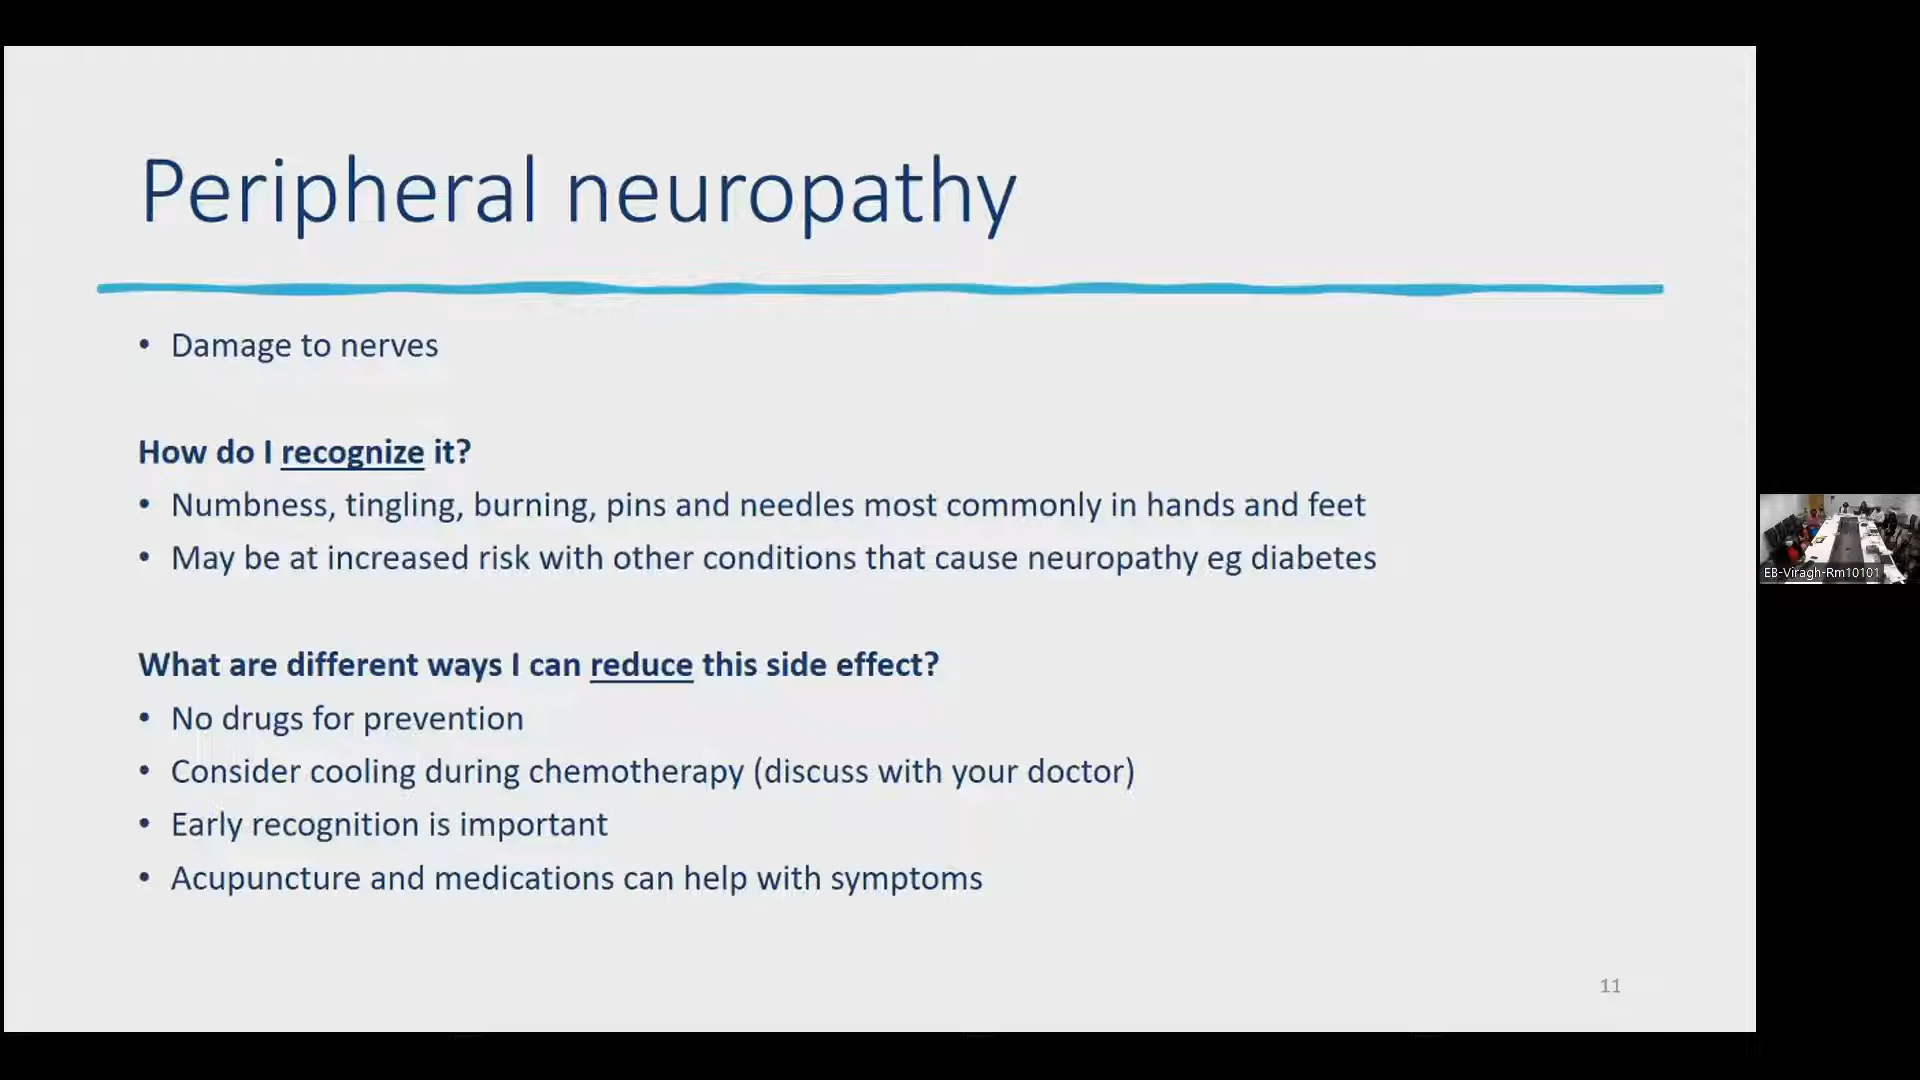 Peripheral neuropathy
• Damage to nerves
How do I recognize it?
• Numbness, tingling, burning, pins and needles most commonly in hands and feet
• May be at increased risk with other conditions that cause neuropathy eg diabetes
What are different ways I can reduce this side effect?
• No drugs for prevention
• Consider cooling during chemotherapy (discuss with your doctor)
• Early recognition is important
• Acupuncture and medications can help with symptoms
11
EB-Viragh-Rm10101